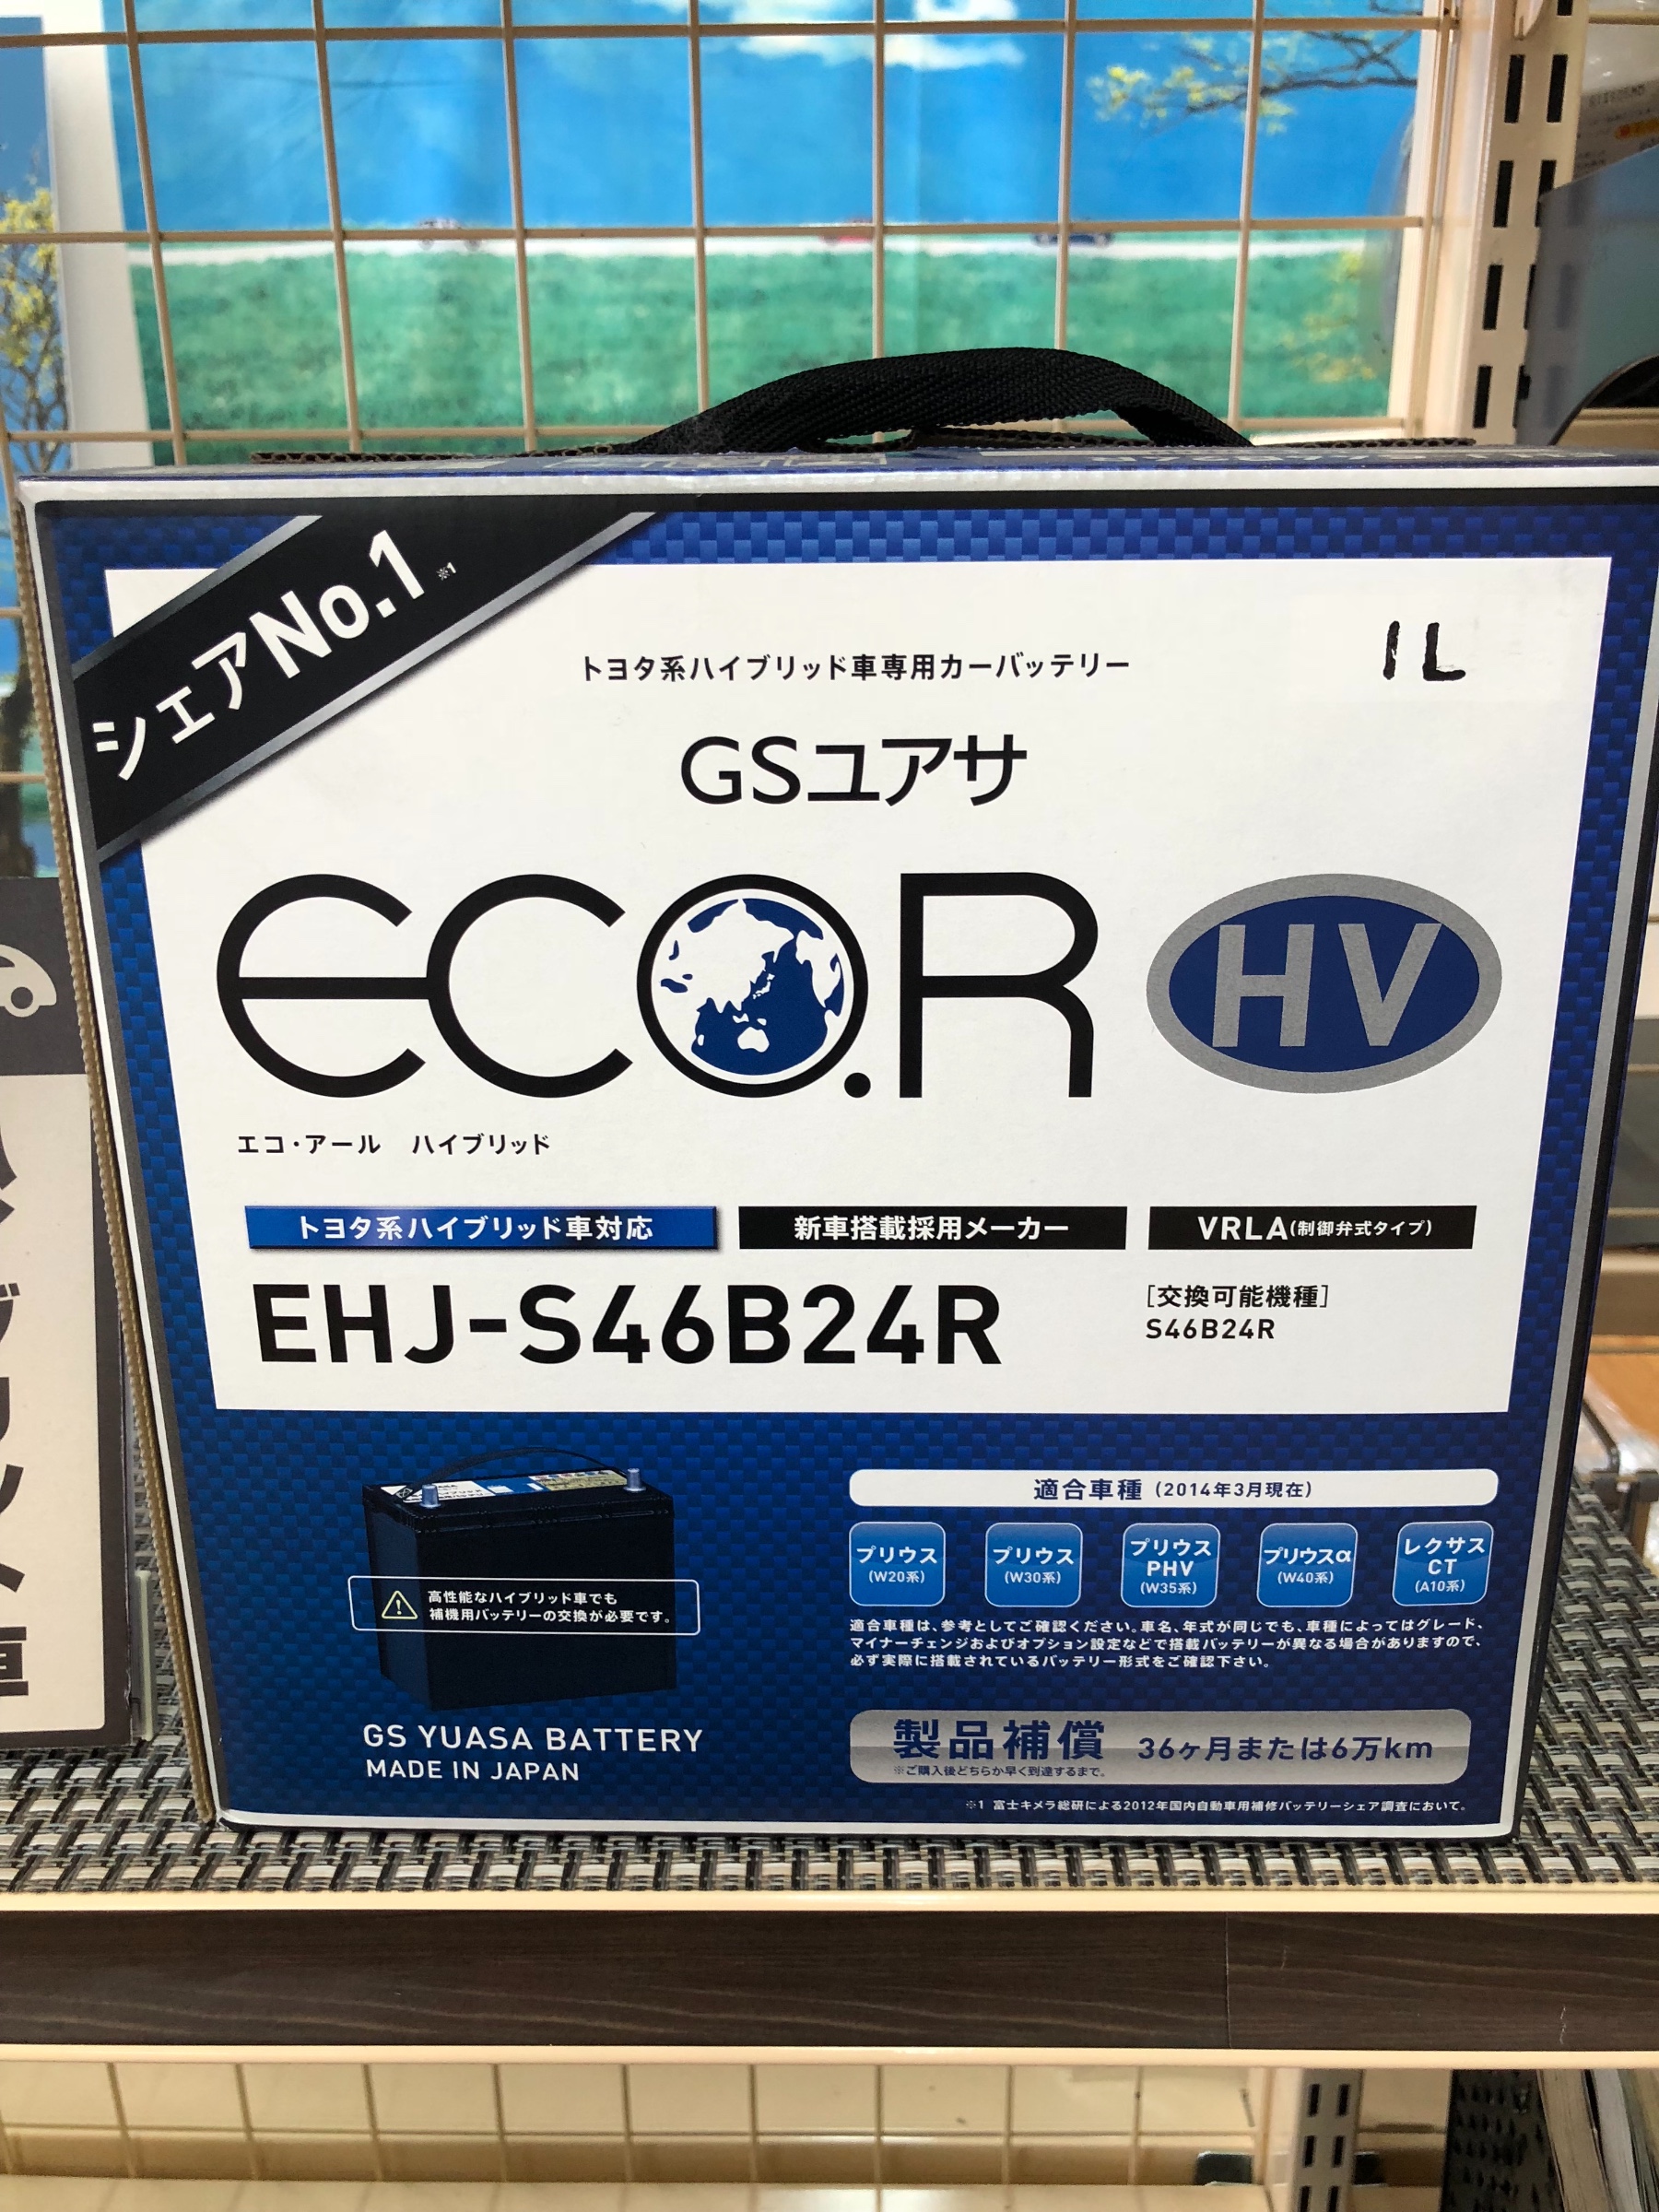 シェアNo.1 ※1
1L
トヨタ系ハイブリッド車専用カーバッテリー
GSユアサ
eCO.R HV
エコ・アール ハイブリッド
トヨタ系ハイブリッド車対応
新車搭載採用メーカー
VRLA(制御弁式タイプ)
EHJ-S46B24R
[交換可能機種]
S46B24R
適合車種 (2014年3月現在)
プリウス
(W20系)
プリウス
(W30系)
プリウス
PHV
(W35系)
プリウスα
(W40系)
レクサス
CT
(A10系)
高性能なハイブリッド車でも
補機用バッテリーの交換が必要です。
適合車種は、参考としてご確認ください。車名、年式が同じでも、車種によってはグレード、
マイナーチェンジおよびオプション設定などで搭載バッテリーが異なる場合がありますので、
必ず実際に搭載されているバッテリー形式をご確認下さい。
GS YUASA BATTERY
MADE IN JAPAN
製品補償 36ヶ月または6万km
※ご購入後どちらか早く到達するまで。
※1 富士キメラ総研による2012年国内自動車用補修バッテリーシェア調査において。